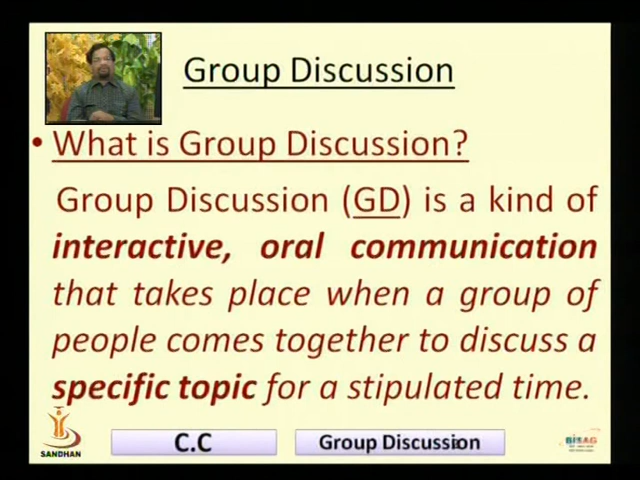 Group Discussion
• What is Group Discussion?
Group Discussion (GD) is a kind of
interactive, oral communication
that takes place when a group of
people comes together to discuss a
specific topic for a stipulated time.
SANDHAN
C.C
Group Discussion
BISAG